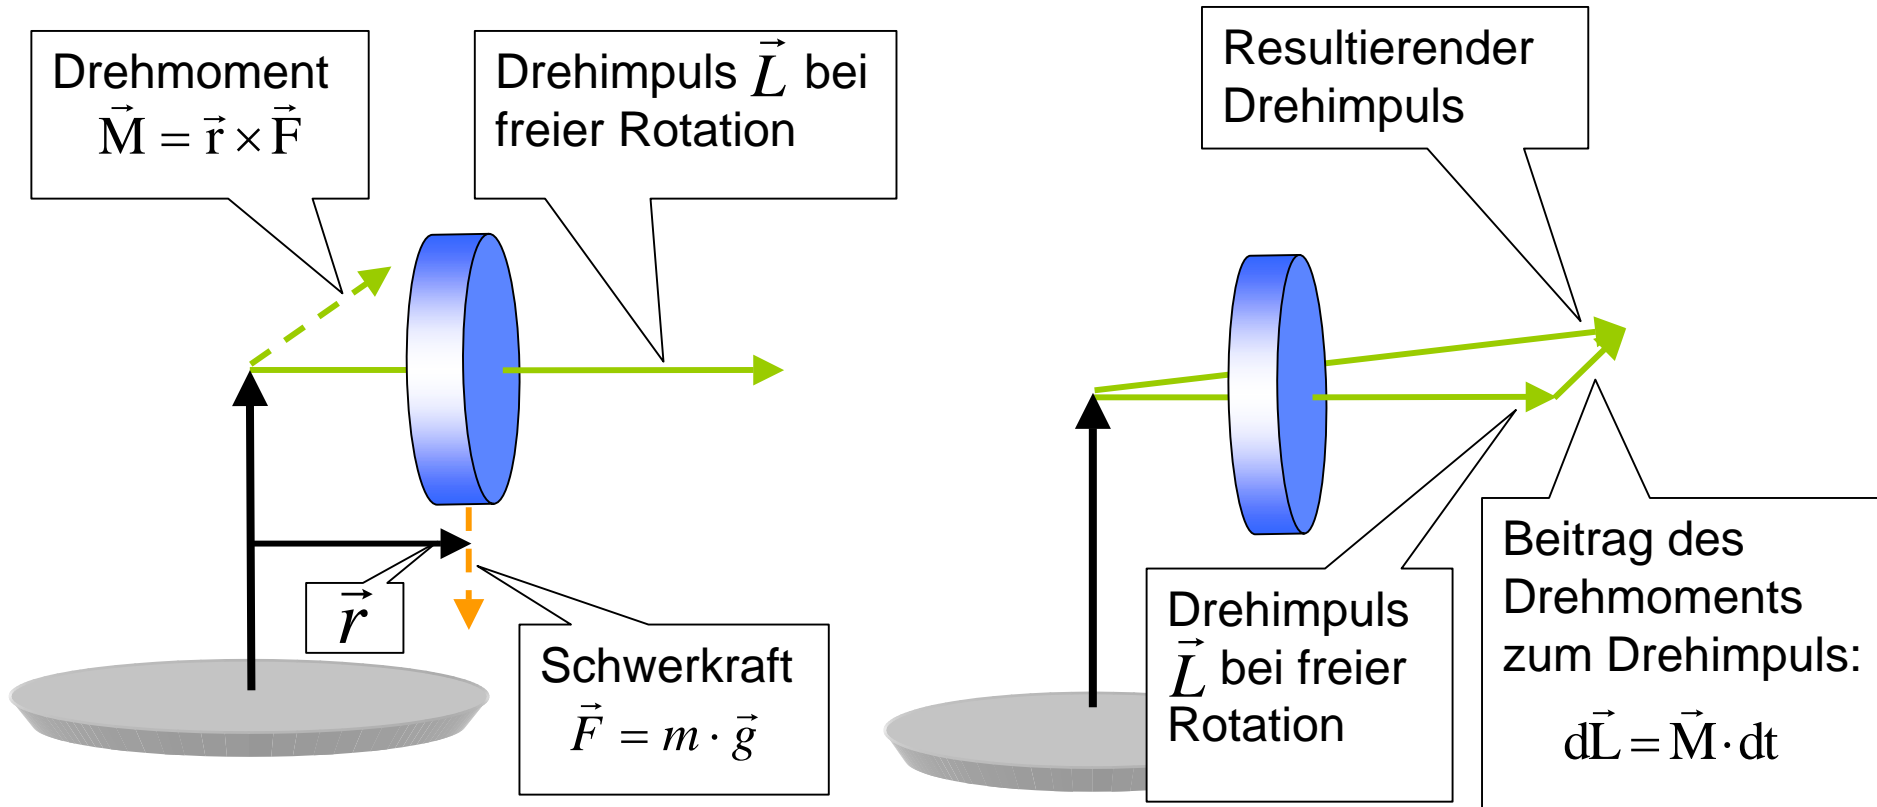 Drehmoment
M⃗ = r⃗ × F⃗
Drehimpuls L⃗ bei
freier Rotation
r⃗
Schwerkraft
F⃗ = m · g⃗
Resultierender
Drehimpuls
Drehimpuls
L⃗ bei freier
Rotation
Beitrag des
Drehmoments
zum Drehimpuls:
dL⃗ = M⃗ · dt